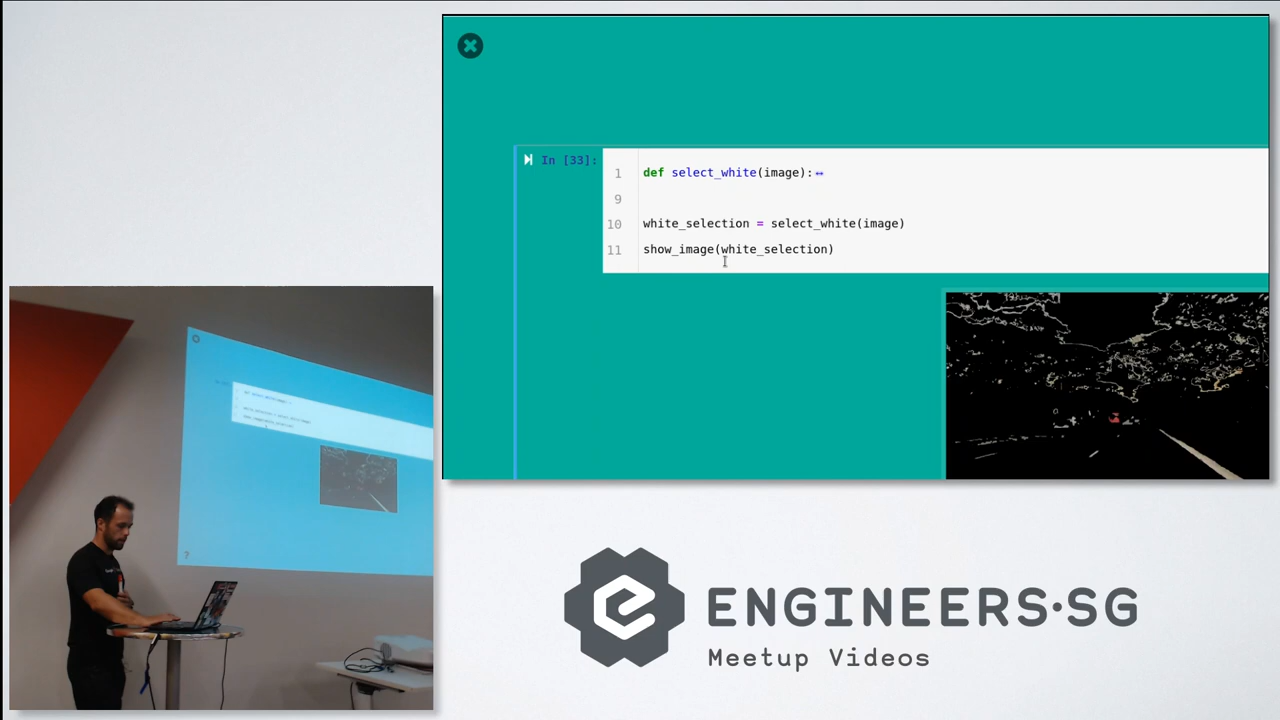 In [33]:
1 def select_white(image):↔
9
10 white_selection = select_white(image)
11 show_image(white_selection)
?
ENGINEERS·SG
Meetup Videos